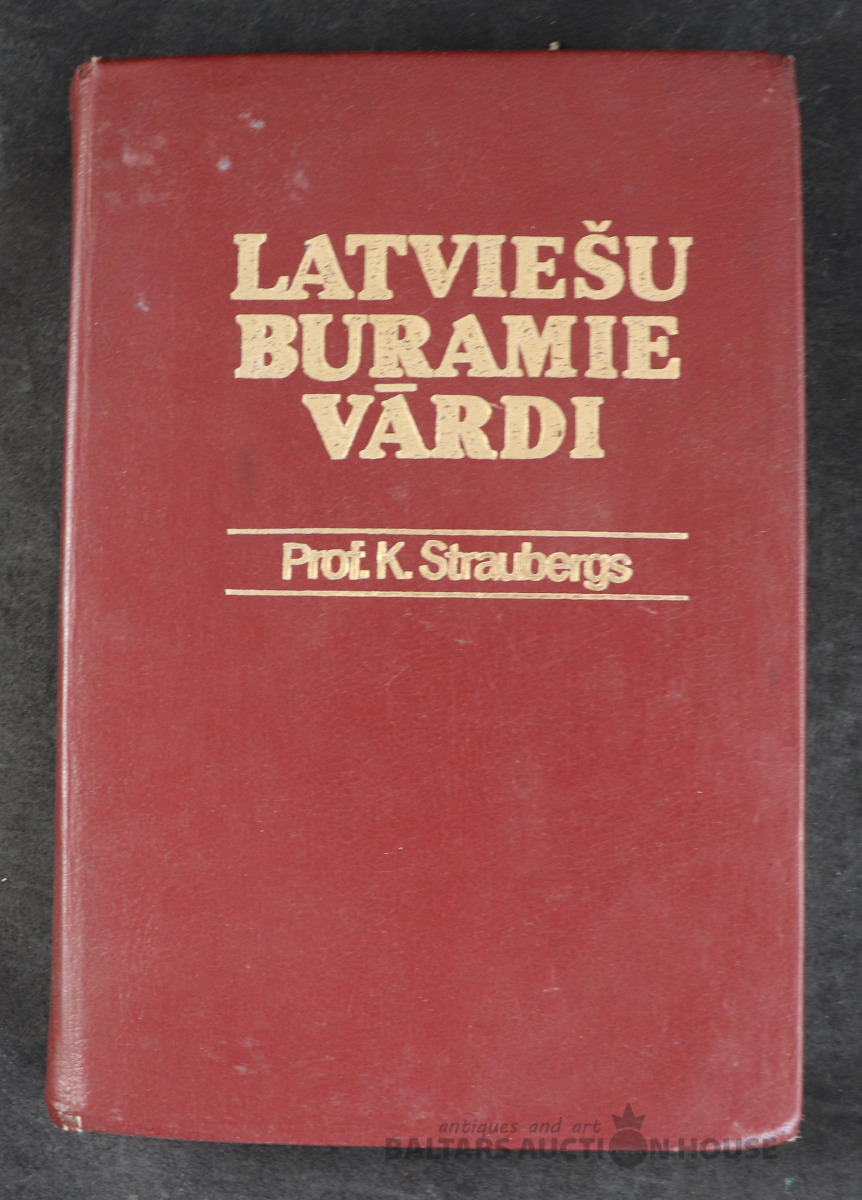 LATVIEŠU
BURAMIE
VĀRDI
Prof. K. Straubergs
antiques and art
BALTARS AUCTION HOUSE